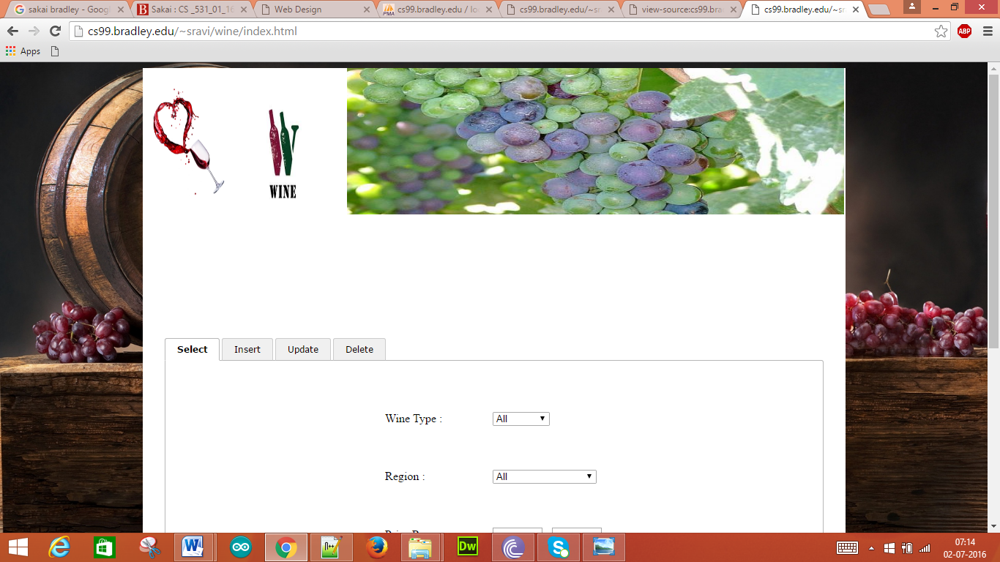 sakai bradley - Goog
Sakai : CS _531_01_16
Web Design
cs99.bradley.edu / lo
cs99.bradley.edu/~sr
view-source:cs99.bra
cs99.bradley.edu/~sr
cs99.bradley.edu/~sravi/wine/index.html
ABP
Apps
WINE
Select
Insert
Update
Delete
Wine Type :
All
Region :
All
07:14
02-07-2016